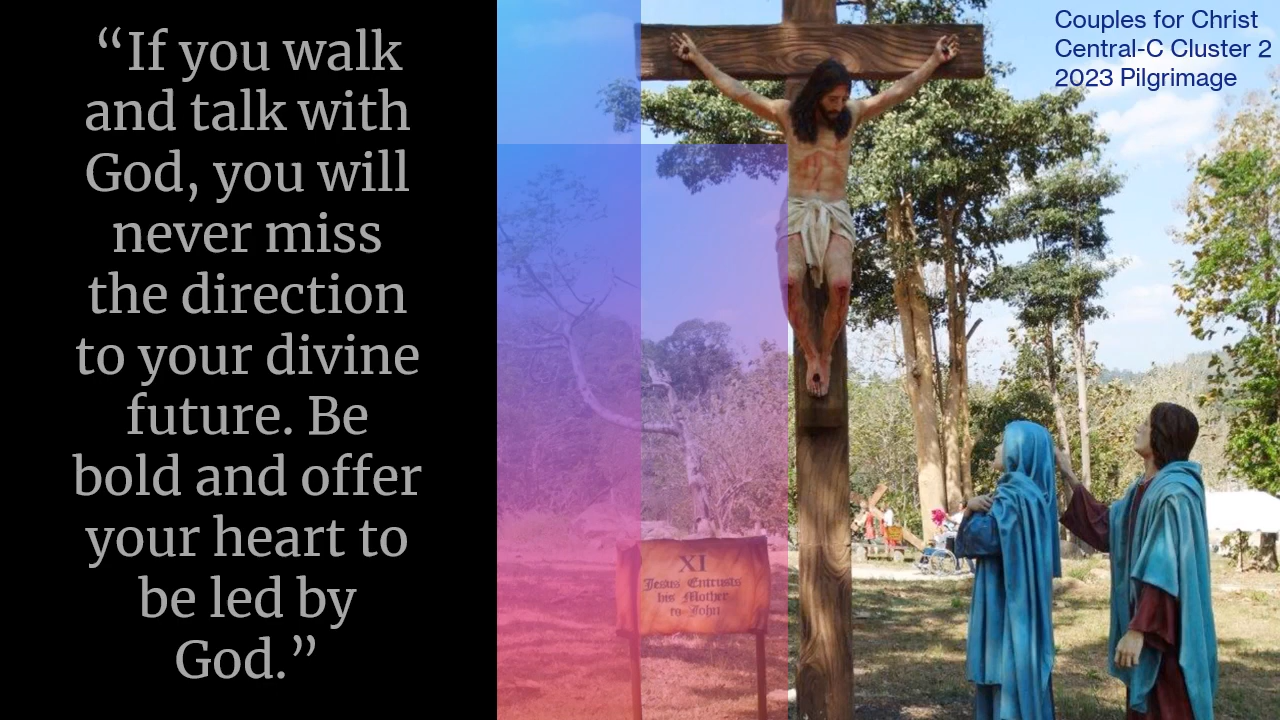 “If you walk
and talk with
God, you will
never miss
the direction
to your divine
future. Be
bold and offer
your heart to
be led by
God.”
Couples for Christ
Central-C Cluster 2
2023 Pilgrimage
XI
Jesus Entrusts
his Mother
to John